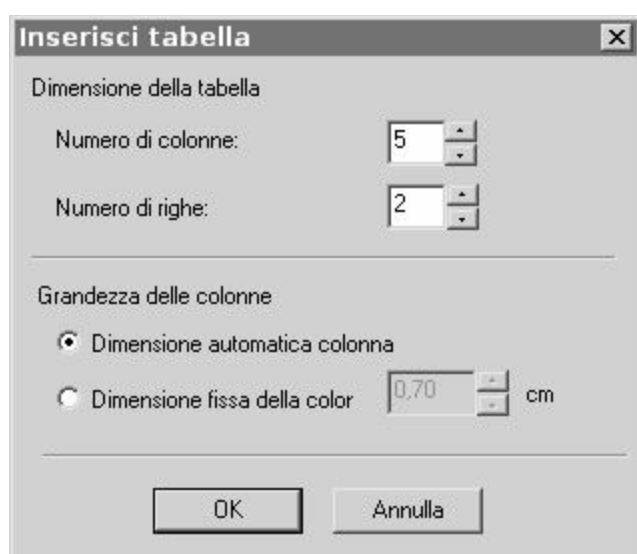 Inserisci tabella
Dimensione della tabella
Numero di colonne: 5
Numero di righe: 2
Grandezza delle colonne
Dimensione automatica colonna
Dimensione fissa della color 0,70 cm
OK Annulla